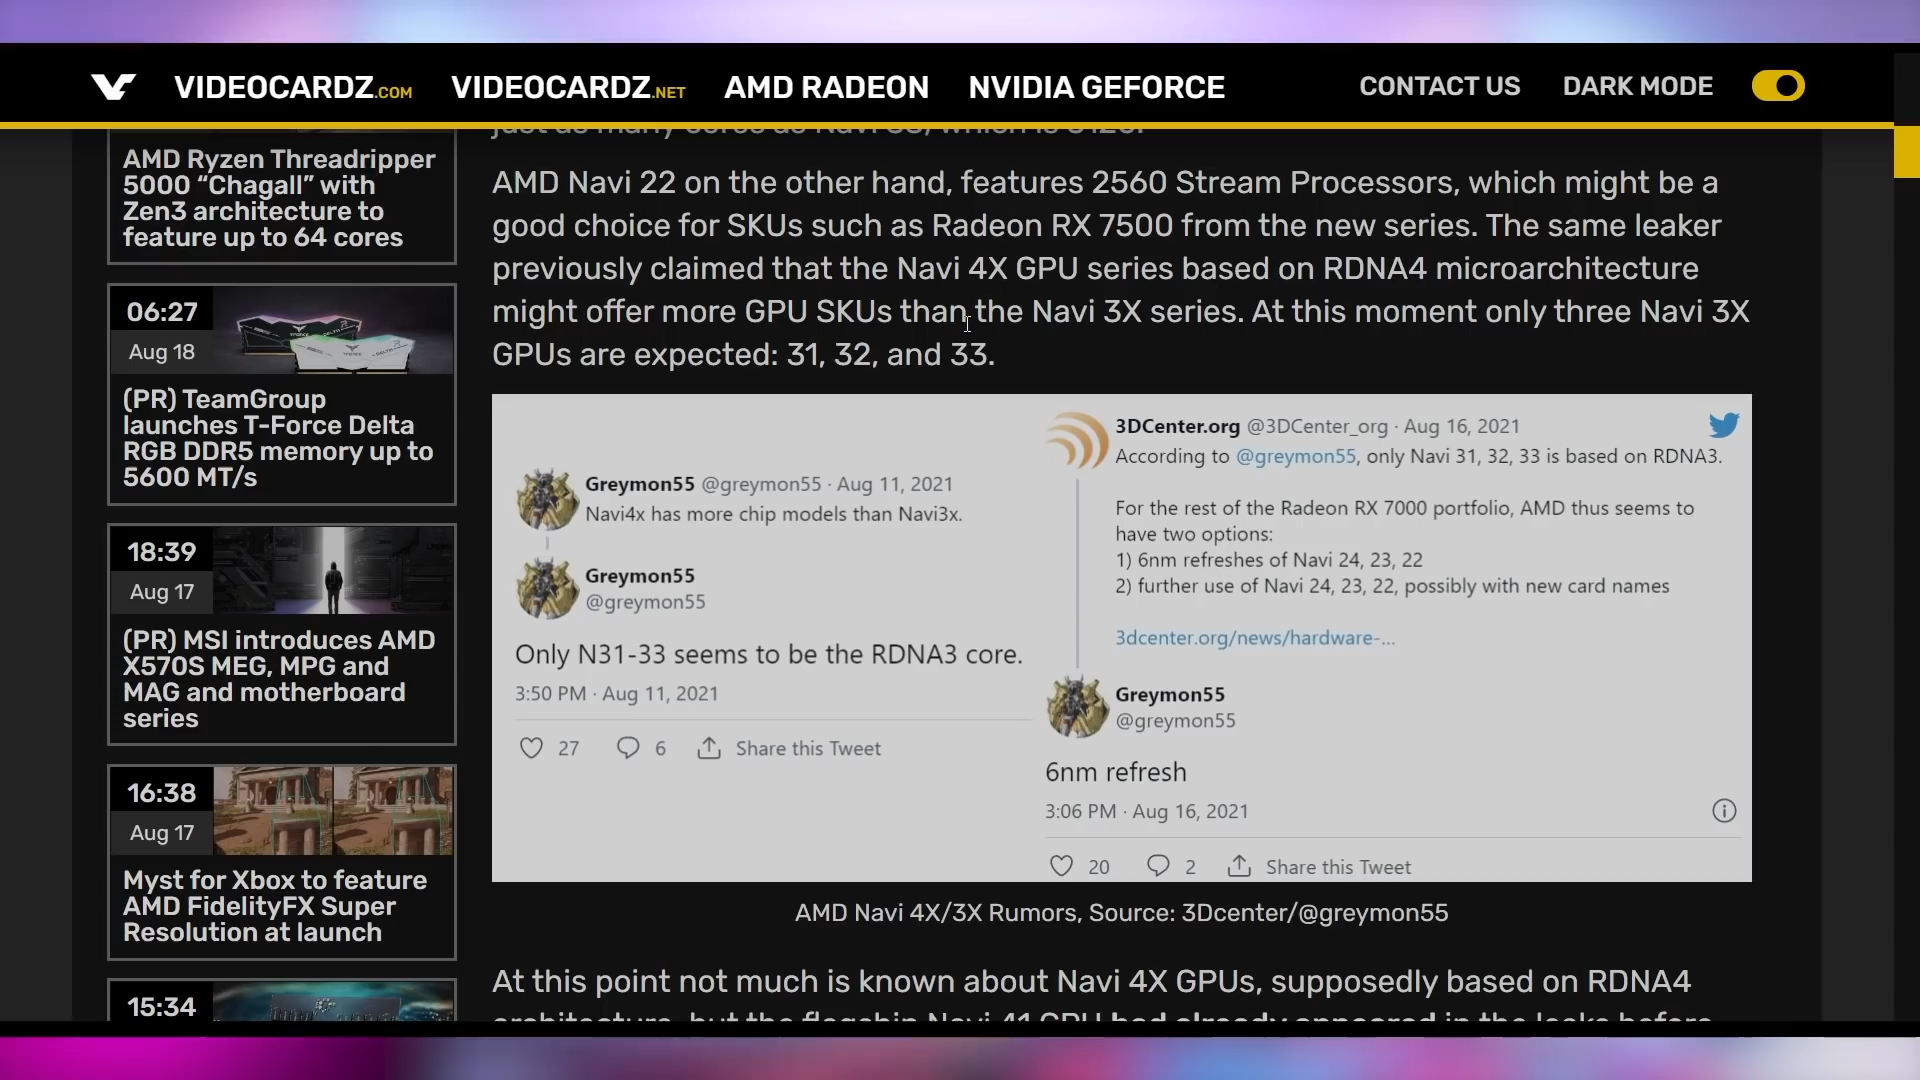 VIDEOCARDZ.COM VIDEOCARDZ.NET AMD RADEON NVIDIA GEFORCE CONTACT US DARK MODE
AMD Ryzen Threadripper
5000 “Chagall” with
Zen3 architecture to
feature up to 64 cores
06:27
Aug 18
(PR) TeamGroup
launches T-Force Delta
RGB DDR5 memory up to
5600 MT/s
18:39
Aug 17
(PR) MSI introduces AMD
X570S MEG, MPG and
MAG and motherboard
series
16:38
Aug 17
Myst for Xbox to feature
AMD FidelityFX Super
Resolution at launch
15:34
AMD Navi 22 on the other hand, features 2560 Stream Processors, which might be a
good choice for SKUs such as Radeon RX 7500 from the new series. The same leaker
previously claimed that the Navi 4X GPU series based on RDNA4 microarchitecture
might offer more GPU SKUs than the Navi 3X series. At this moment only three Navi 3X
GPUs are expected: 31, 32, and 33.
Greymon55 @greymon55 · Aug 11, 2021
Navi4x has more chip models than Navi3x.
Greymon55
@greymon55
Only N31-33 seems to be the RDNA3 core.
3:50 PM · Aug 11, 2021
27 6 Share this Tweet
3DCenter.org @3DCenter_org · Aug 16, 2021
According to @greymon55, only Navi 31, 32, 33 is based on RDNA3.
For the rest of the Radeon RX 7000 portfolio, AMD thus seems to
have two options:
1) 6nm refreshes of Navi 24, 23, 22
2) further use of Navi 24, 23, 22, possibly with new card names
3dcenter.org/news/hardware-...
Greymon55
@greymon55
6nm refresh
3:06 PM · Aug 16, 2021
20 2 Share this Tweet
AMD Navi 4X/3X Rumors, Source: 3Dcenter/@greymon55
At this point not much is known about Navi 4X GPUs, supposedly based on RDNA4
architecture, but the flagship Navi 41 GPU had already appeared in the leaks before